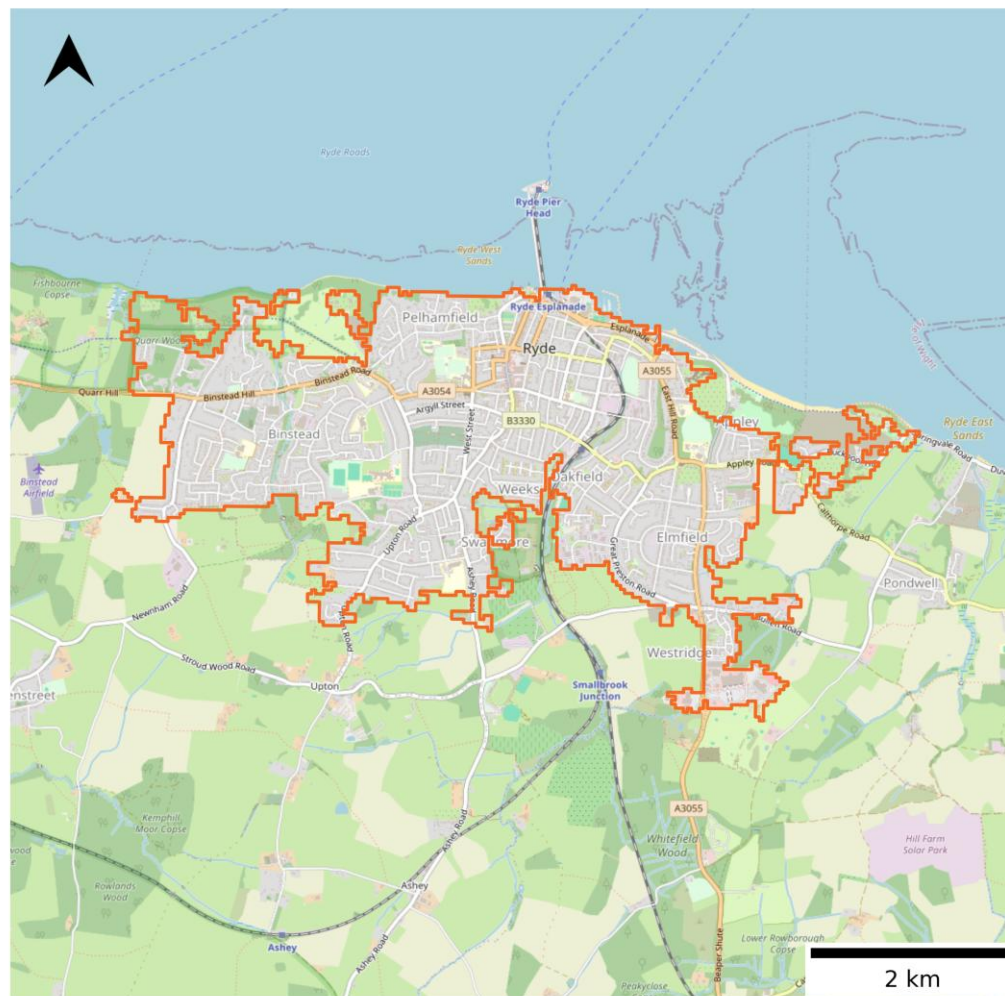 Ryde Roads
Ryde Pier
Head
Ryde West
Sands
Fishbourne
Copse
Ryde Esplanade
Pelhamfield
Esplanade
Quarr Wood
Ryde
Binstead Road
A3055
Quarr Hill
Binstead Hill
A3054
East Hill Road
Argyll Street
West Street
B3330
Binstead
Ryde East
Sands
Appley
Binstead
Airfield
Weeks
Oakfield
Upton Road
Calthorpe Road
Swanmore
Elmfield
Great Preston Road
Ashey Road
Pondwell
Newnham Road
Bullen Road
Stroud Wood Road
Westridge
Upton
Smallbrook
Junction
enstreet
A3055
Kemphill
Moor Copse
Whitefield
Wood
Hill Farm
Solar Park
Ashey Road
Rowlands
Wood
Ashey
Ashey
Ashey Road
Beaper Shute
Lower Rowborough
Copse
Peakyclose
2 km